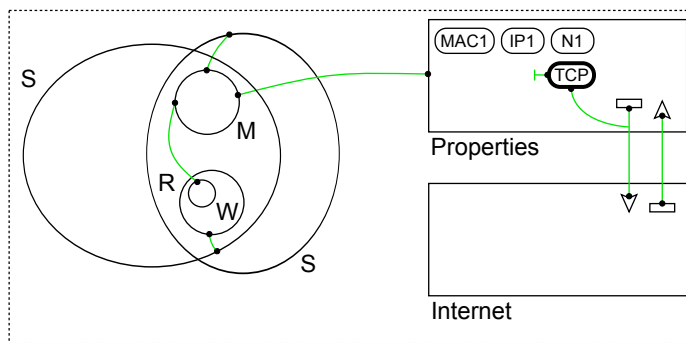 MAC1 IP1 N1
S
TCP
M
Properties
R
W
S
Internet